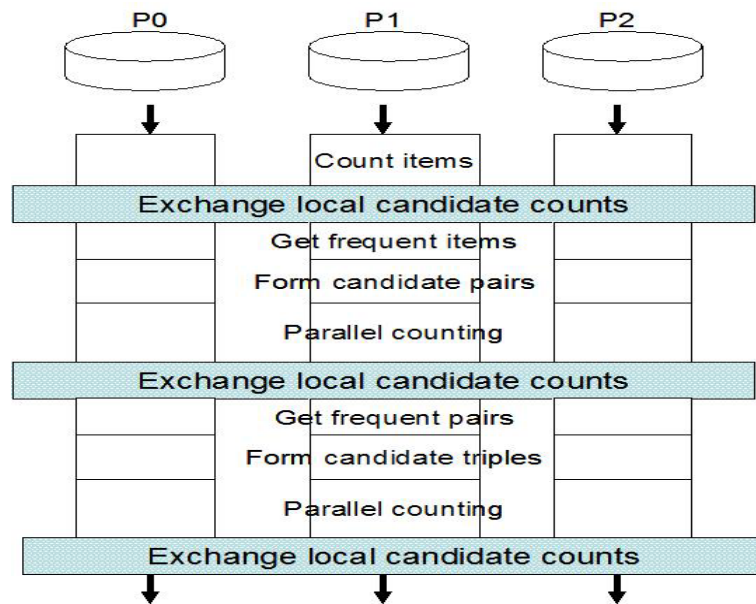 P0 P1 P2
Count items
Exchange local candidate counts
Get frequent items
Form candidate pairs
Parallel counting
Exchange local candidate counts
Get frequent pairs
Form candidate triples
Parallel counting
Exchange local candidate counts